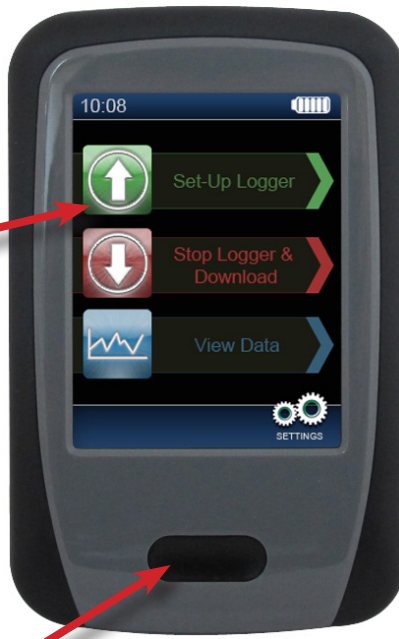 10:08
Set-Up Logger
Stop Logger &
Download
View Data
SETTINGS